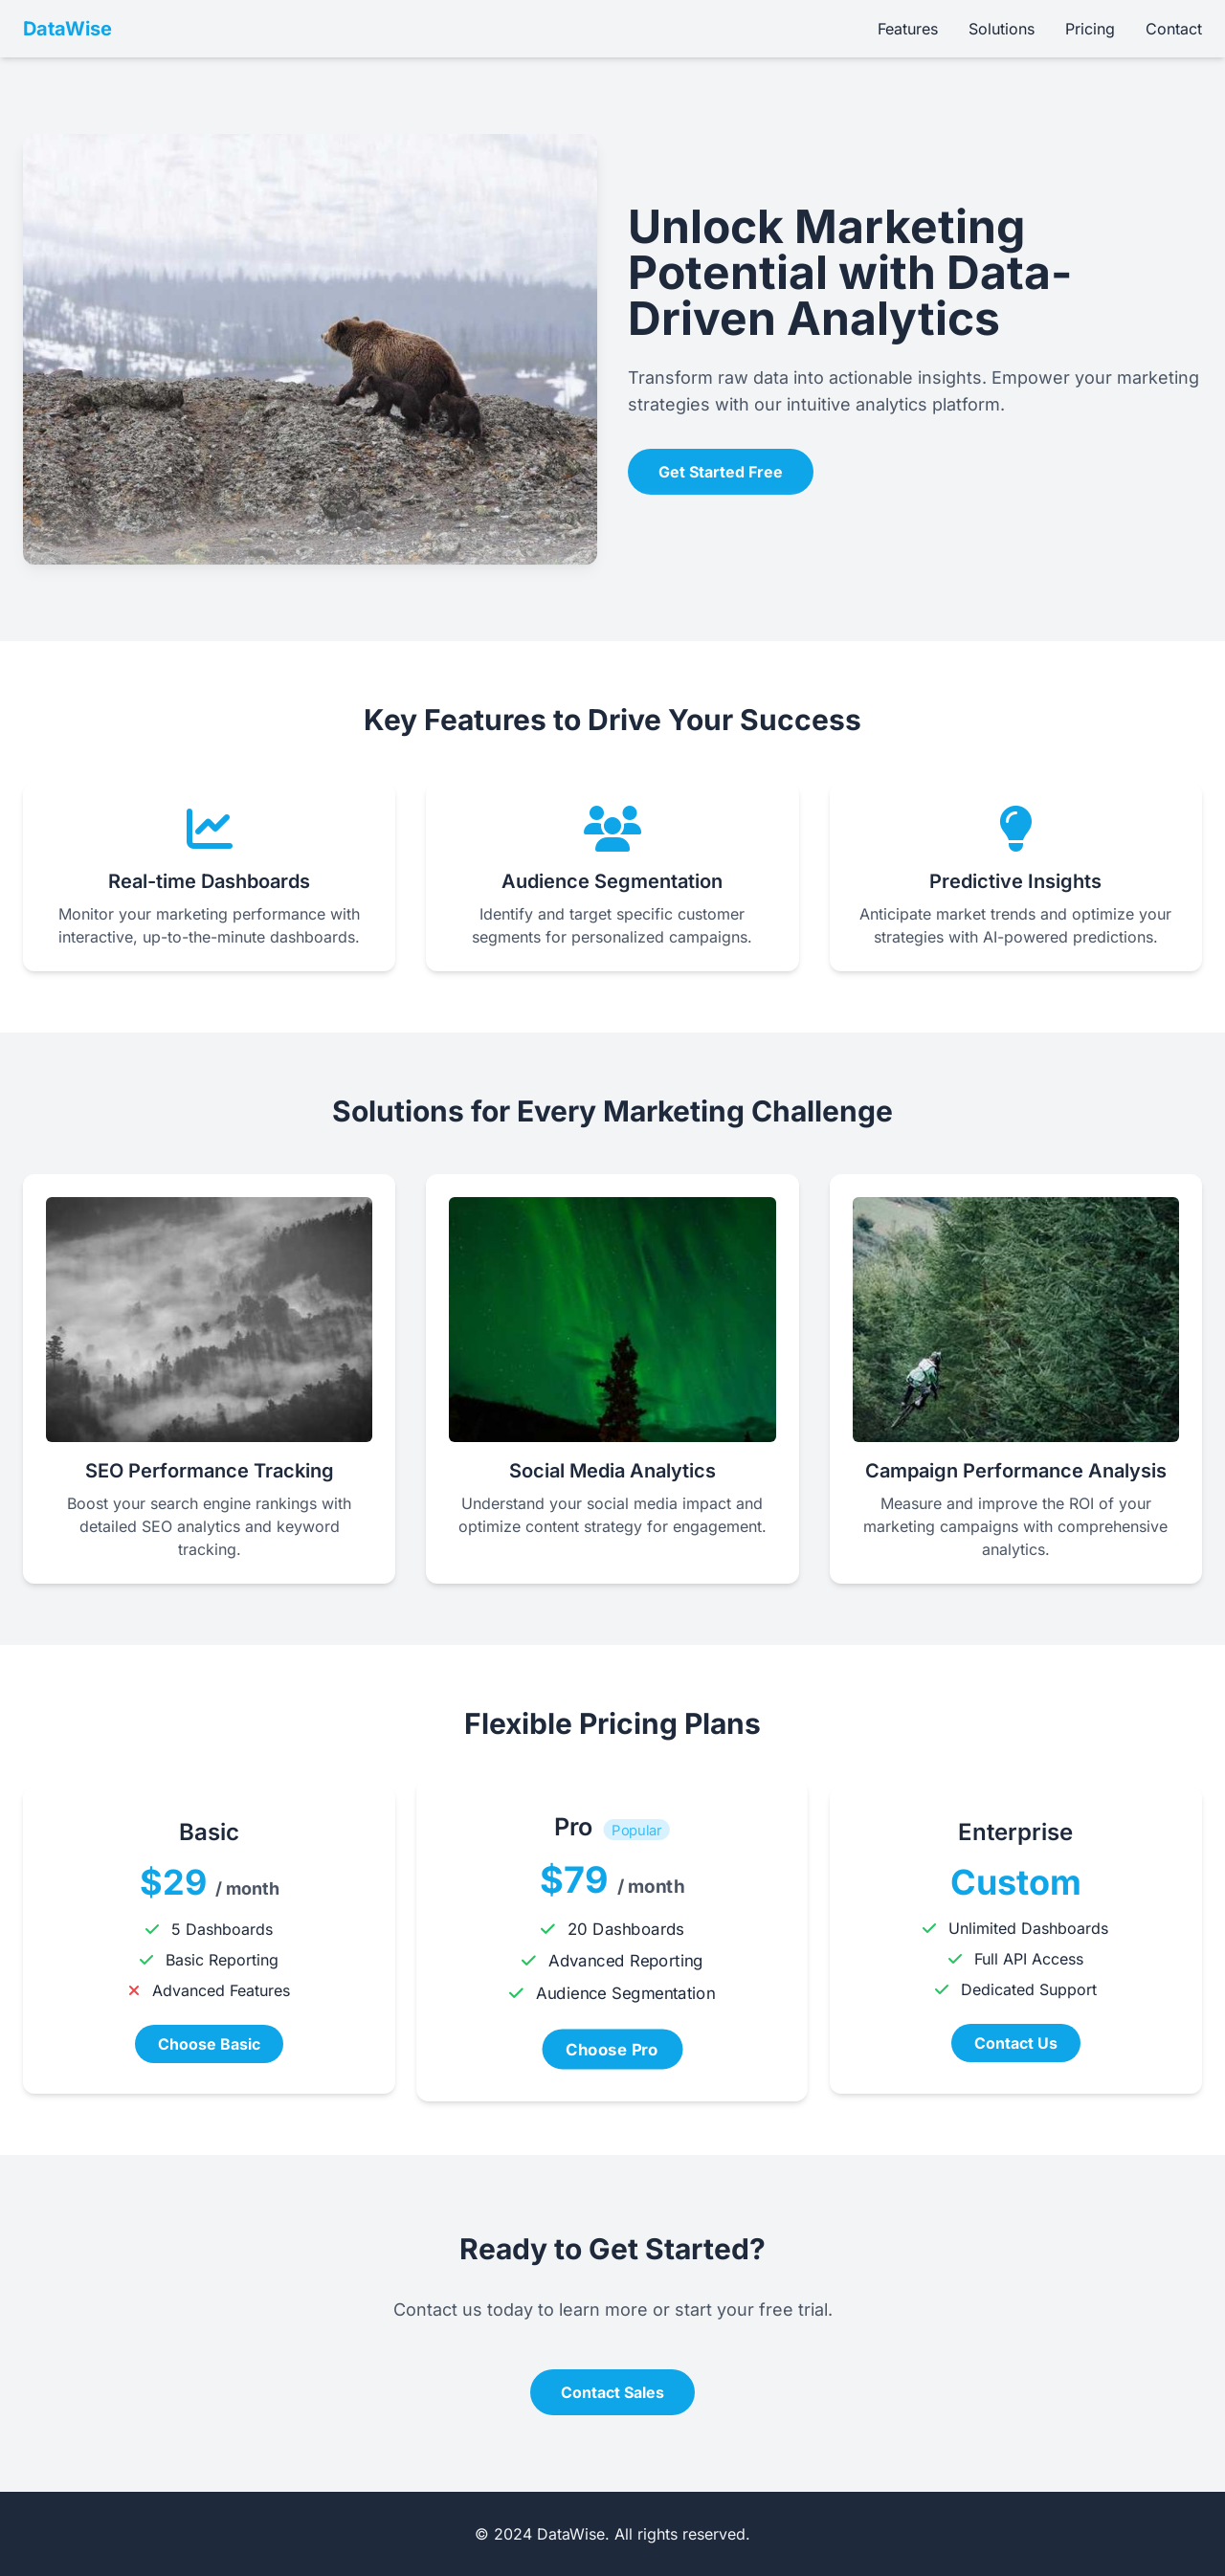 DataWise
Features
Solutions
Pricing
Contact
Unlock Marketing
Potential with Data-
Driven Analytics
Transform raw data into actionable insights. Empower your marketing
strategies with our intuitive analytics platform.
Get Started Free
Key Features to Drive Your Success
Real-time Dashboards
Monitor your marketing performance with
interactive, up-to-the-minute dashboards.
Audience Segmentation
Identify and target specific customer
segments for personalized campaigns.
Predictive Insights
Anticipate market trends and optimize your
strategies with AI-powered predictions.
Solutions for Every Marketing Challenge
SEO Performance Tracking
Boost your search engine rankings with
detailed SEO analytics and keyword
tracking.
Social Media Analytics
Understand your social media impact and
optimize content strategy for engagement.
Campaign Performance Analysis
Measure and improve the ROI of your
marketing campaigns with comprehensive
analytics.
Flexible Pricing Plans
Basic
$29 / month
5 Dashboards
Basic Reporting
Advanced Features
Choose Basic
Pro Popular
$79 / month
20 Dashboards
Advanced Reporting
Audience Segmentation
Choose Pro
Enterprise
Custom
Unlimited Dashboards
Full API Access
Dedicated Support
Contact Us
Ready to Get Started?
Contact us today to learn more or start your free trial.
Contact Sales
© 2024 DataWise. All rights reserved.